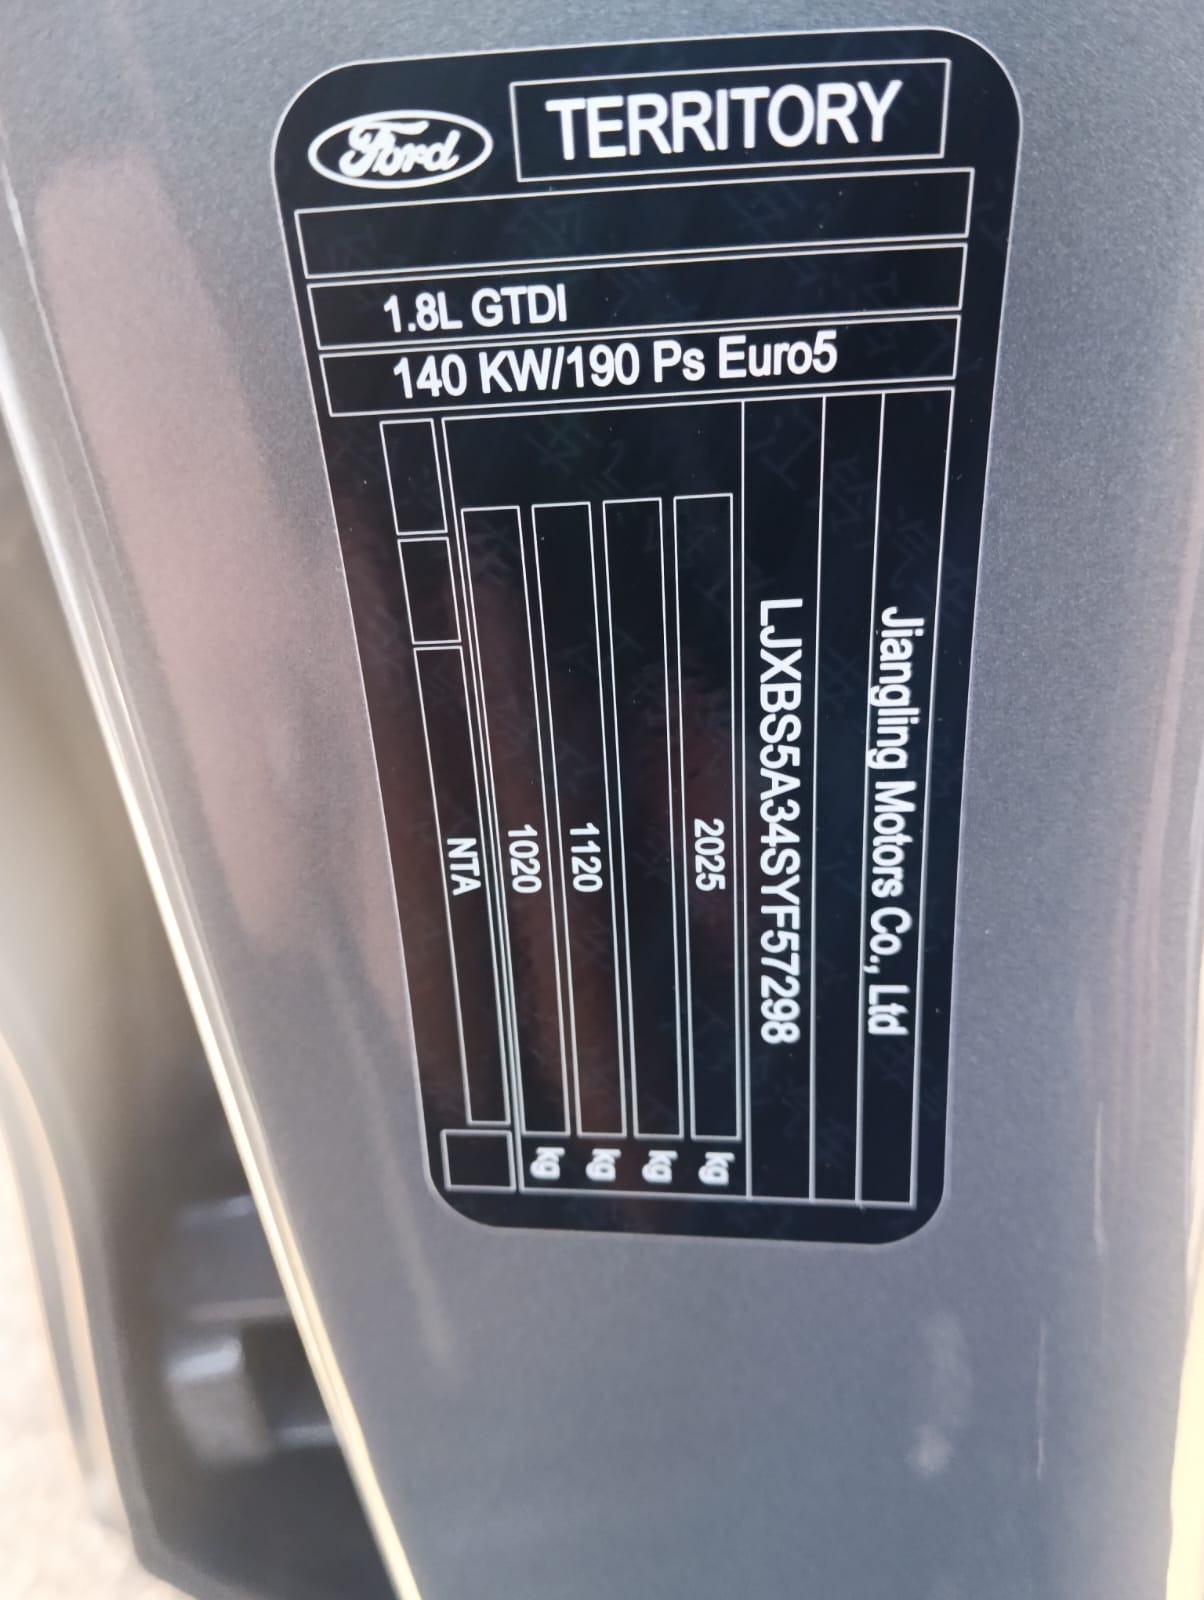 Ford
TERRITORY
1.8L GTDI
140 KW/190 Ps Euro5
Jiangling Motors Co., Ltd
LJXBS5A34SYF57298
2025 kg
kg
1120 kg
1020 kg
NTA